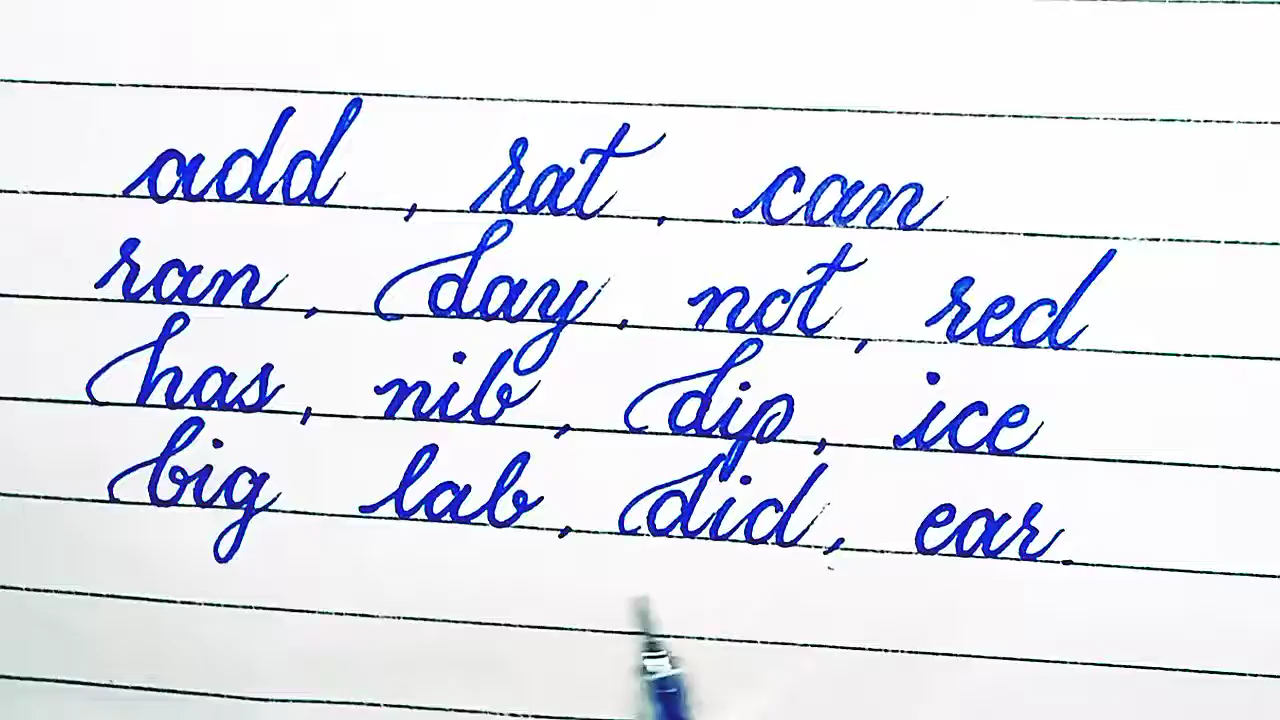 add, rat, can
ran, day, not, red
has, nib, dip, ice
big lab, did, ear.